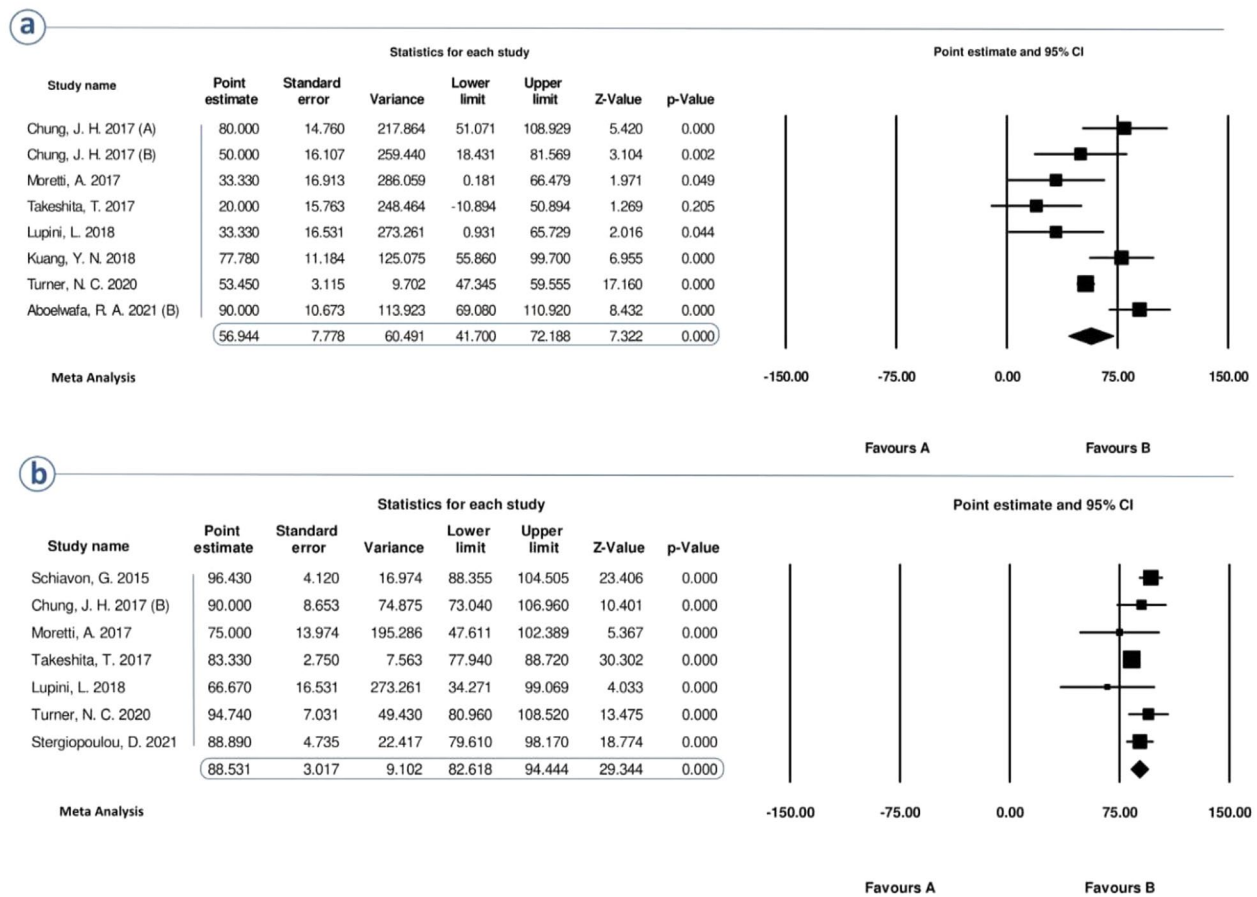 a
Statistics for each study Point estimate and 95% CI
Study name Point estimate Standard error Variance Lower limit Upper limit Z-Value p-Value
Chung, J. H. 2017 (A) 80.000 14.760 217.864 51.071 108.929 5.420 0.000
Chung, J. H. 2017 (B) 50.000 16.107 259.440 18.431 81.569 3.104 0.002
Moretti, A. 2017 33.330 16.913 286.059 0.181 66.479 1.971 0.049
Takeshita, T. 2017 20.000 15.763 248.464 -10.894 50.894 1.269 0.205
Lupini, L. 2018 33.330 16.531 273.261 0.931 65.729 2.016 0.044
Kuang, Y. N. 2018 77.780 11.184 125.075 55.860 99.700 6.955 0.000
Turner, N. C. 2020 53.450 3.115 9.702 47.345 59.555 17.160 0.000
Aboelwafa, R. A. 2021 (B) 90.000 10.673 113.923 69.080 110.920 8.432 0.000
56.944 7.778 60.491 41.700 72.188 7.322 0.000
Meta Analysis -150.00 -75.00 0.00 75.00 150.00
Favours A Favours B
b
Statistics for each study Point estimate and 95% CI
Study name Point estimate Standard error Variance Lower limit Upper limit Z-Value p-Value
Schiavon, G. 2015 96.430 4.120 16.974 88.355 104.505 23.406 0.000
Chung, J. H. 2017 (B) 90.000 8.653 74.875 73.040 106.960 10.401 0.000
Moretti, A. 2017 75.000 13.974 195.286 47.611 102.389 5.367 0.000
Takeshita, T. 2017 83.330 2.750 7.563 77.940 88.720 30.302 0.000
Lupini, L. 2018 66.670 16.531 273.261 34.271 99.069 4.033 0.000
Turner, N. C. 2020 94.740 7.031 49.430 80.960 108.520 13.475 0.000
Stergiopoulou, D. 2021 88.890 4.735 22.417 79.610 98.170 18.774 0.000
88.531 3.017 9.102 82.618 94.444 29.344 0.000
Meta Analysis -150.00 -75.00 0.00 75.00 150.00
Favours A Favours B